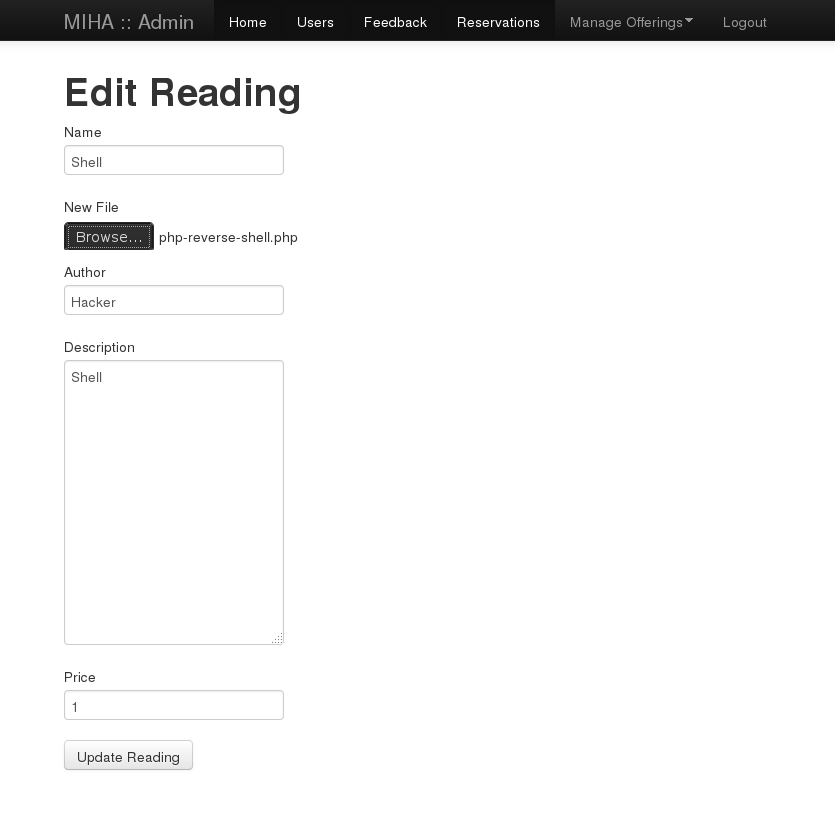 MIHA :: Admin Home Users Feedback Reservations Manage Offerings Logout
Edit Reading
Name
Shell
New File
Browse... php-reverse-shell.php
Author
Hacker
Description
Shell
Price
1
Update Reading